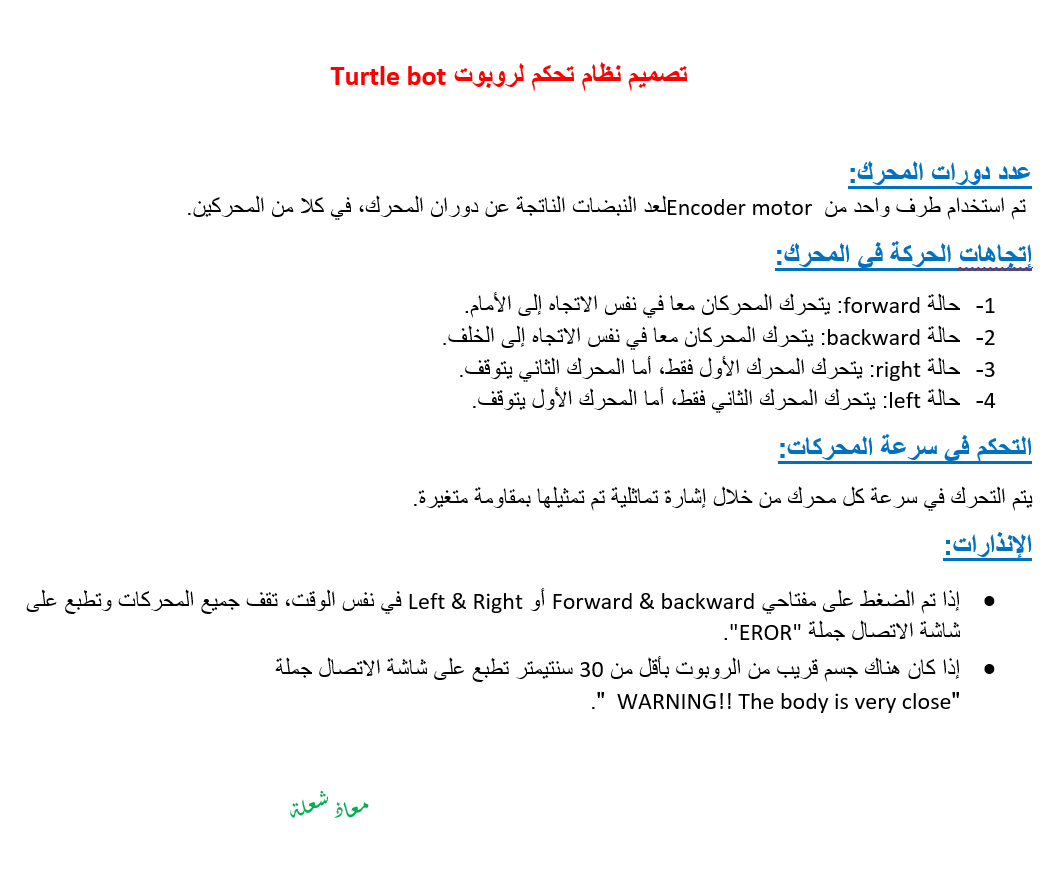 تصميم نظام تحكم لروبوت Turtle bot
عدد دورات المحرك:
تم استخدام طرف واحد من Encoder motor لعد النبضات الناتجة عن دوران المحرك، في كلا من المحركين.
إتجاهات الحركة في المحرك:
1- حالة forward: يتحرك المحركان معا في نفس الاتجاه إلى الأمام.
2- حالة backward: يتحرك المحركان معا في نفس الاتجاه إلى الخلف.
3- حالة right: يتحرك المحرك الأول فقط، أما المحرك الثاني يتوقف.
4- حالة left: يتحرك المحرك الثاني فقط، أما المحرك الأول يتوقف.
التحكم في سرعة المحركات:
يتم التحرك في سرعة كل محرك من خلال إشارة تماثلية تم تمثيلها بمقاومة متغيرة.
الإنذارات:
● إذا تم الضغط على مفتاحي Forward & backward أو Left & Right في نفس الوقت، تقف جميع المحركات وتطبع على
شاشة الاتصال جملة "EROR".
● إذا كان هناك جسم قريب من الروبوت بأقل من 30 سنتيمتر تطبع على شاشة الاتصال جملة
"WARNING!! The body is very close".
معاذ شعلة